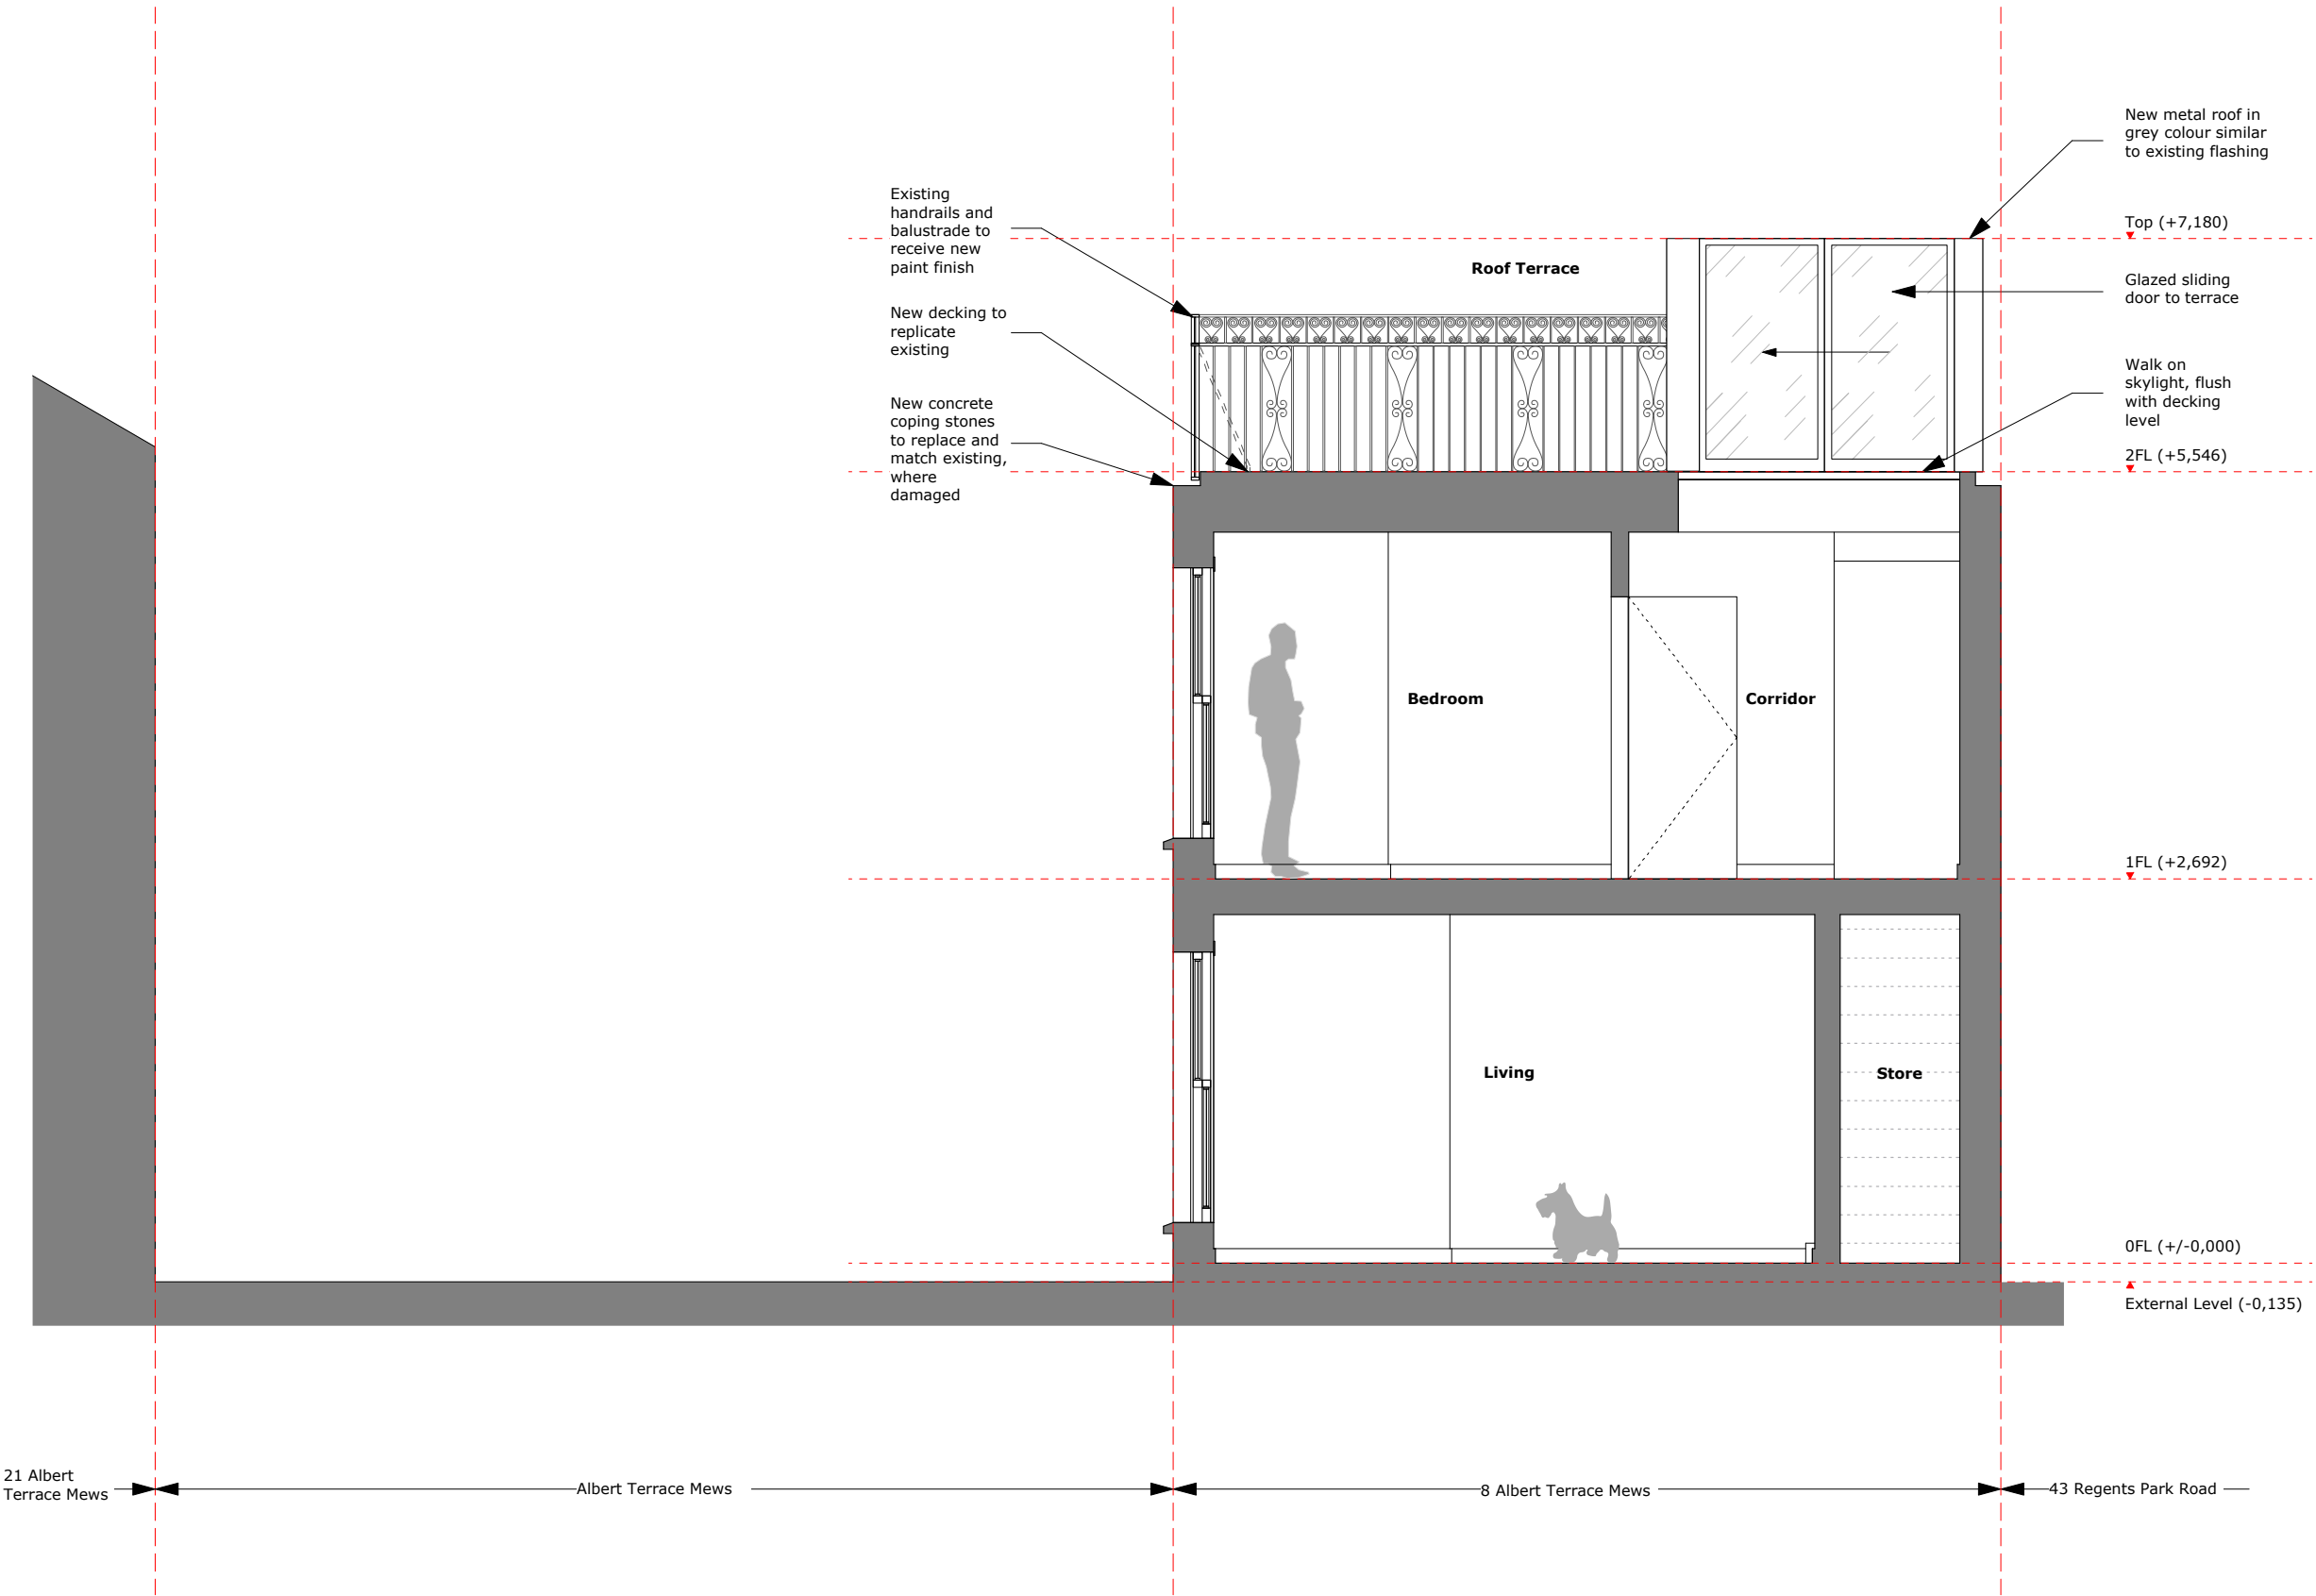 New metal roof in
grey colour similar
to existing flashing
Existing
handrails and
balustrade to
receive new
paint finish
Top (+7,180)
Roof Terrace
Glazed sliding
door to terrace
New decking to
replicate
existing
Walk on
skylight, flush
with decking
level
New concrete
coping stones
to replace and
match existing,
where
damaged
2FL (+5,546)
Bedroom
Corridor
1FL (+2,692)
Living
Store
0FL (+/-0,000)
External Level (-0,135)
21 Albert
Terrace Mews
Albert Terrace Mews
8 Albert Terrace Mews
43 Regents Park Road